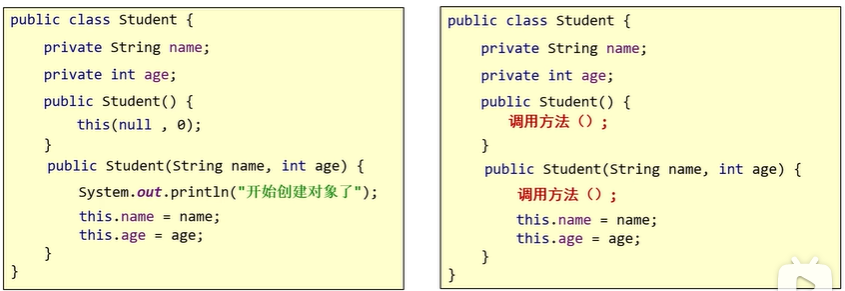 public class Student {
private String name;
private int age;
public Student() {
this(null , 0);
}
public Student(String name, int age) {
System.out.println("开始创建对象了");
this.name = name;
this.age = age;
}
}
public class Student {
private String name;
private int age;
public Student() {
调用方法（）;
}
public Student(String name, int age) {
调用方法（）;
this.name = name;
this.age = age;
}
}